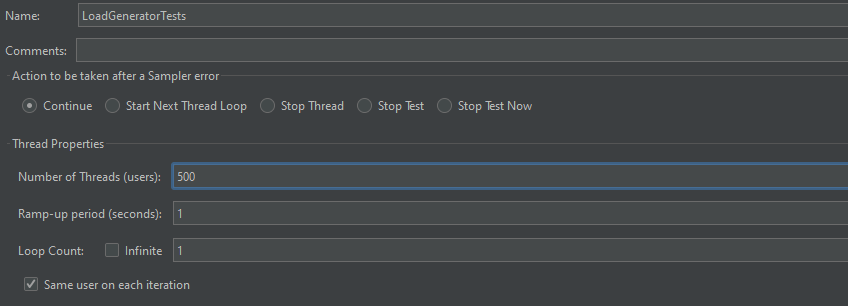 Name: LoadGeneratorTests
Comments:
Action to be taken after a Sampler error
Continue Start Next Thread Loop Stop Thread Stop Test Stop Test Now
Thread Properties
Number of Threads (users): 500
Ramp-up period (seconds): 1
Loop Count: Infinite 1
Same user on each iteration